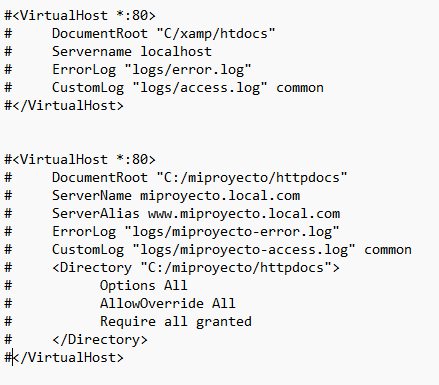 #<VirtualHost *:80>
#     DocumentRoot "C/xamp/htdocs"
#     Servername localhost
#     ErrorLog "logs/error.log"
#     CustomLog "logs/access.log" common
#</VirtualHost>
#<VirtualHost *:80>
#     DocumentRoot "C:/miproyecto/httpdocs"
#     ServerName miproyecto.local.com
#     ServerAlias www.miproyecto.local.com
#     ErrorLog "logs/miproyecto-error.log"
#     CustomLog "logs/miproyecto-access.log" common
#     <Directory "C:/miproyecto/httpdocs">
#           Options All
#           AllowOverride All
#           Require all granted
#     </Directory>
#</VirtualHost>